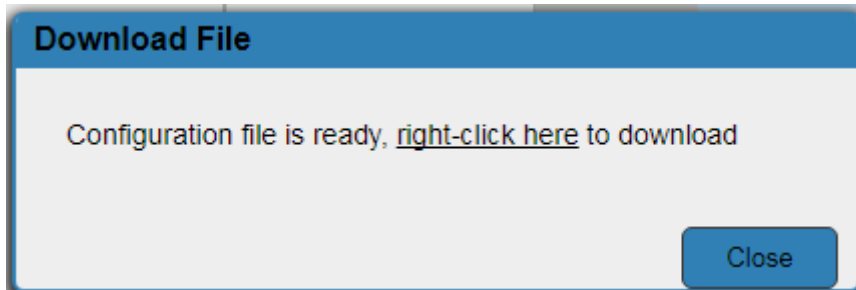 Download File
Configuration file is ready, right-click here to download
Close